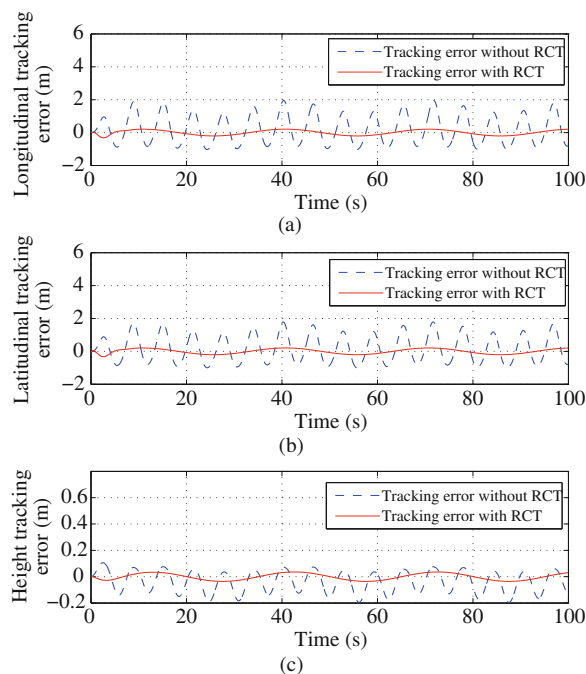 Longitudinal tracking
error (m)
6
4
2
0
−2
Tracking error without RCT
Tracking error with RCT
0 20 40 60 80 100
Time (s)
(a)
Latitudinal tracking
error (m)
6
4
2
0
−2
Tracking error without RCT
Tracking error with RCT
0 20 40 60 80 100
Time (s)
(b)
Height tracking
error (m)
0.6
0.4
0.2
0
−0.2
Tracking error without RCT
Tracking error with RCT
0 20 40 60 80 100
Time (s)
(c)